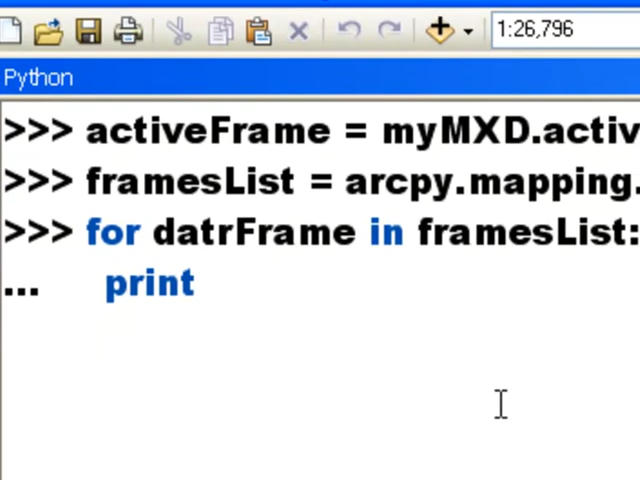 1:26,796
Python
>>> activeFrame = myMXD.activ
>>> framesList = arcpy.mapping.
>>> for datrFrame in framesList:
... print